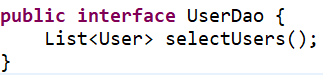 public interface UserDao {
    List<User> selectUsers();
}